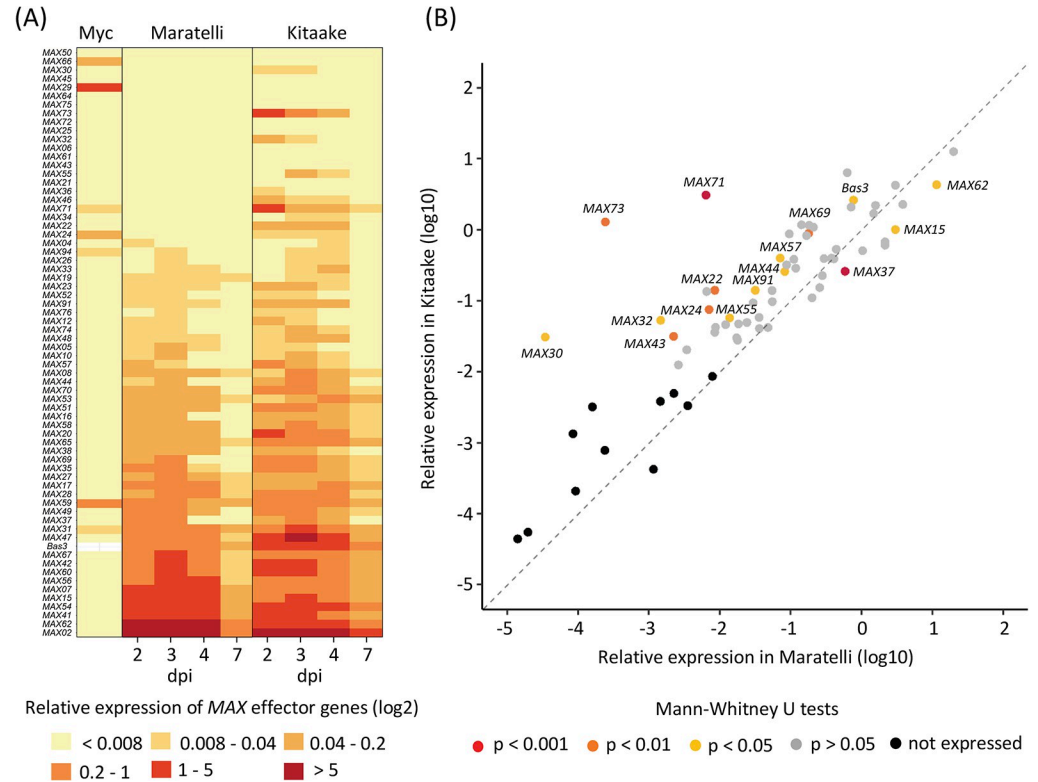 (A)
Myc Maratelli Kitaake
MAX50
MAX66
MAX30
MAX45
MAX29
MAX64
MAX75
MAX73
MAX72
MAX25
MAX32
MAX06
MAX61
MAX43
MAX55
MAX21
MAX36
MAX46
MAX71
MAX34
MAX22
MAX24
MAX04
MAX94
MAX26
MAX33
MAX19
MAX23
MAX52
MAX91
MAX76
MAX12
MAX74
MAX48
MAX05
MAX10
MAX57
MAX08
MAX44
MAX70
MAX53
MAX51
MAX16
MAX58
MAX20
MAX65
MAX38
MAX69
MAX35
MAX27
MAX17
MAX28
MAX59
MAX49
MAX37
MAX31
MAX47
Bas3
MAX67
MAX42
MAX60
MAX56
MAX07
MAX15
MAX54
MAX41
MAX62
MAX02
2 3 4 7 2 3 4 7
dpi dpi
Relative expression of MAX effector genes (log2)
< 0.008 0.008 - 0.04 0.04 - 0.2
0.2 - 1 1 - 5 > 5
(B)
Relative expression in Kitaake (log10)
2
1
0
-1
-2
-3
-4
-5
MAX71
MAX73
Bas3
MAX62
MAX69
MAX15
MAX57
MAX44
MAX37
MAX22
MAX91
MAX24
MAX55
MAX32
MAX43
MAX30
-5 -4 -3 -2 -1 0 1 2
Relative expression in Maratelli (log10)
Mann-Whitney U tests
p < 0.001 p < 0.01 p < 0.05 p > 0.05 not expressed